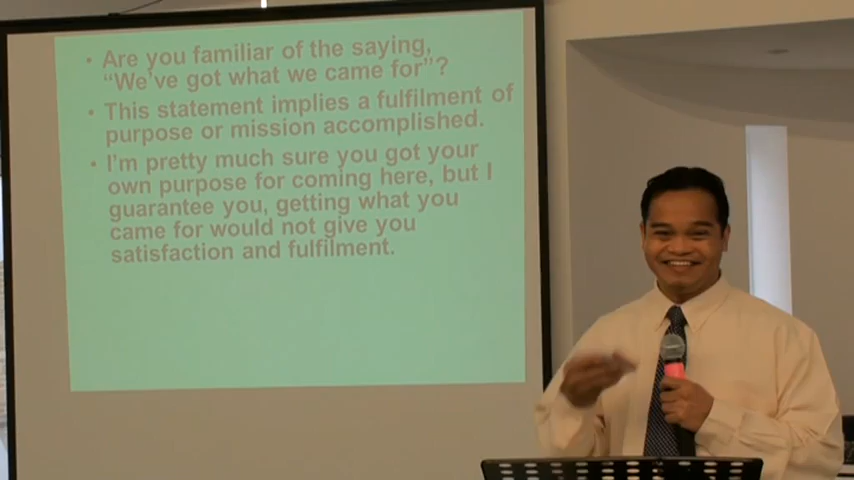 • Are you familiar of the saying,
“We’ve got what we came for”?
• This statement implies a fulfilment of
purpose or mission accomplished.
• I’m pretty much sure you got your
own purpose for coming here, but I
guarantee you, getting what you
came for would not give you
satisfaction and fulfilment.